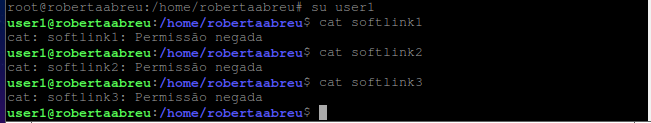 root@robertaabreu:/home/robertaabreu# su user1
user1@robertaabreu:/home/robertaabreu$ cat softlink1
cat: softlink1: Permissão negada
user1@robertaabreu:/home/robertaabreu$ cat softlink2
cat: softlink2: Permissão negada
user1@robertaabreu:/home/robertaabreu$ cat softlink3
cat: softlink3: Permissão negada
user1@robertaabreu:/home/robertaabreu$